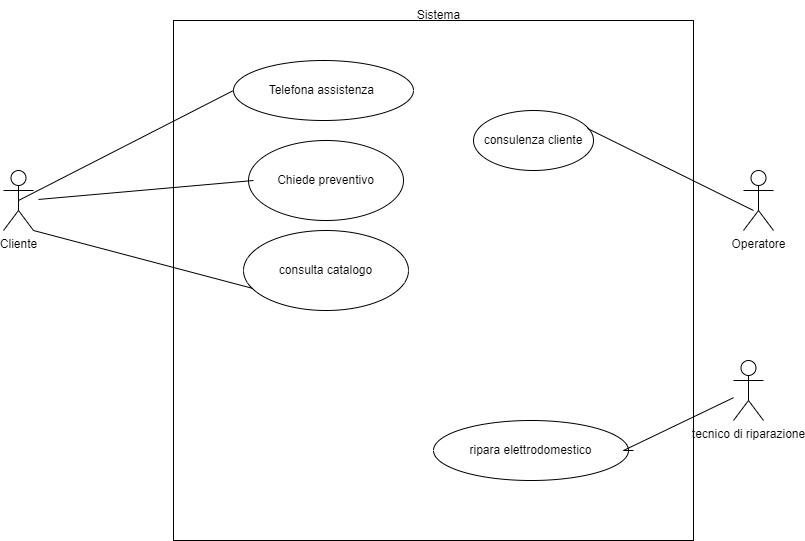 Sistema
Telefona assistenza
consulenza cliente
Chiede preventivo
Cliente
Operatore
consulta catalogo
tecnico di riparazione
ripara elettrodomestico